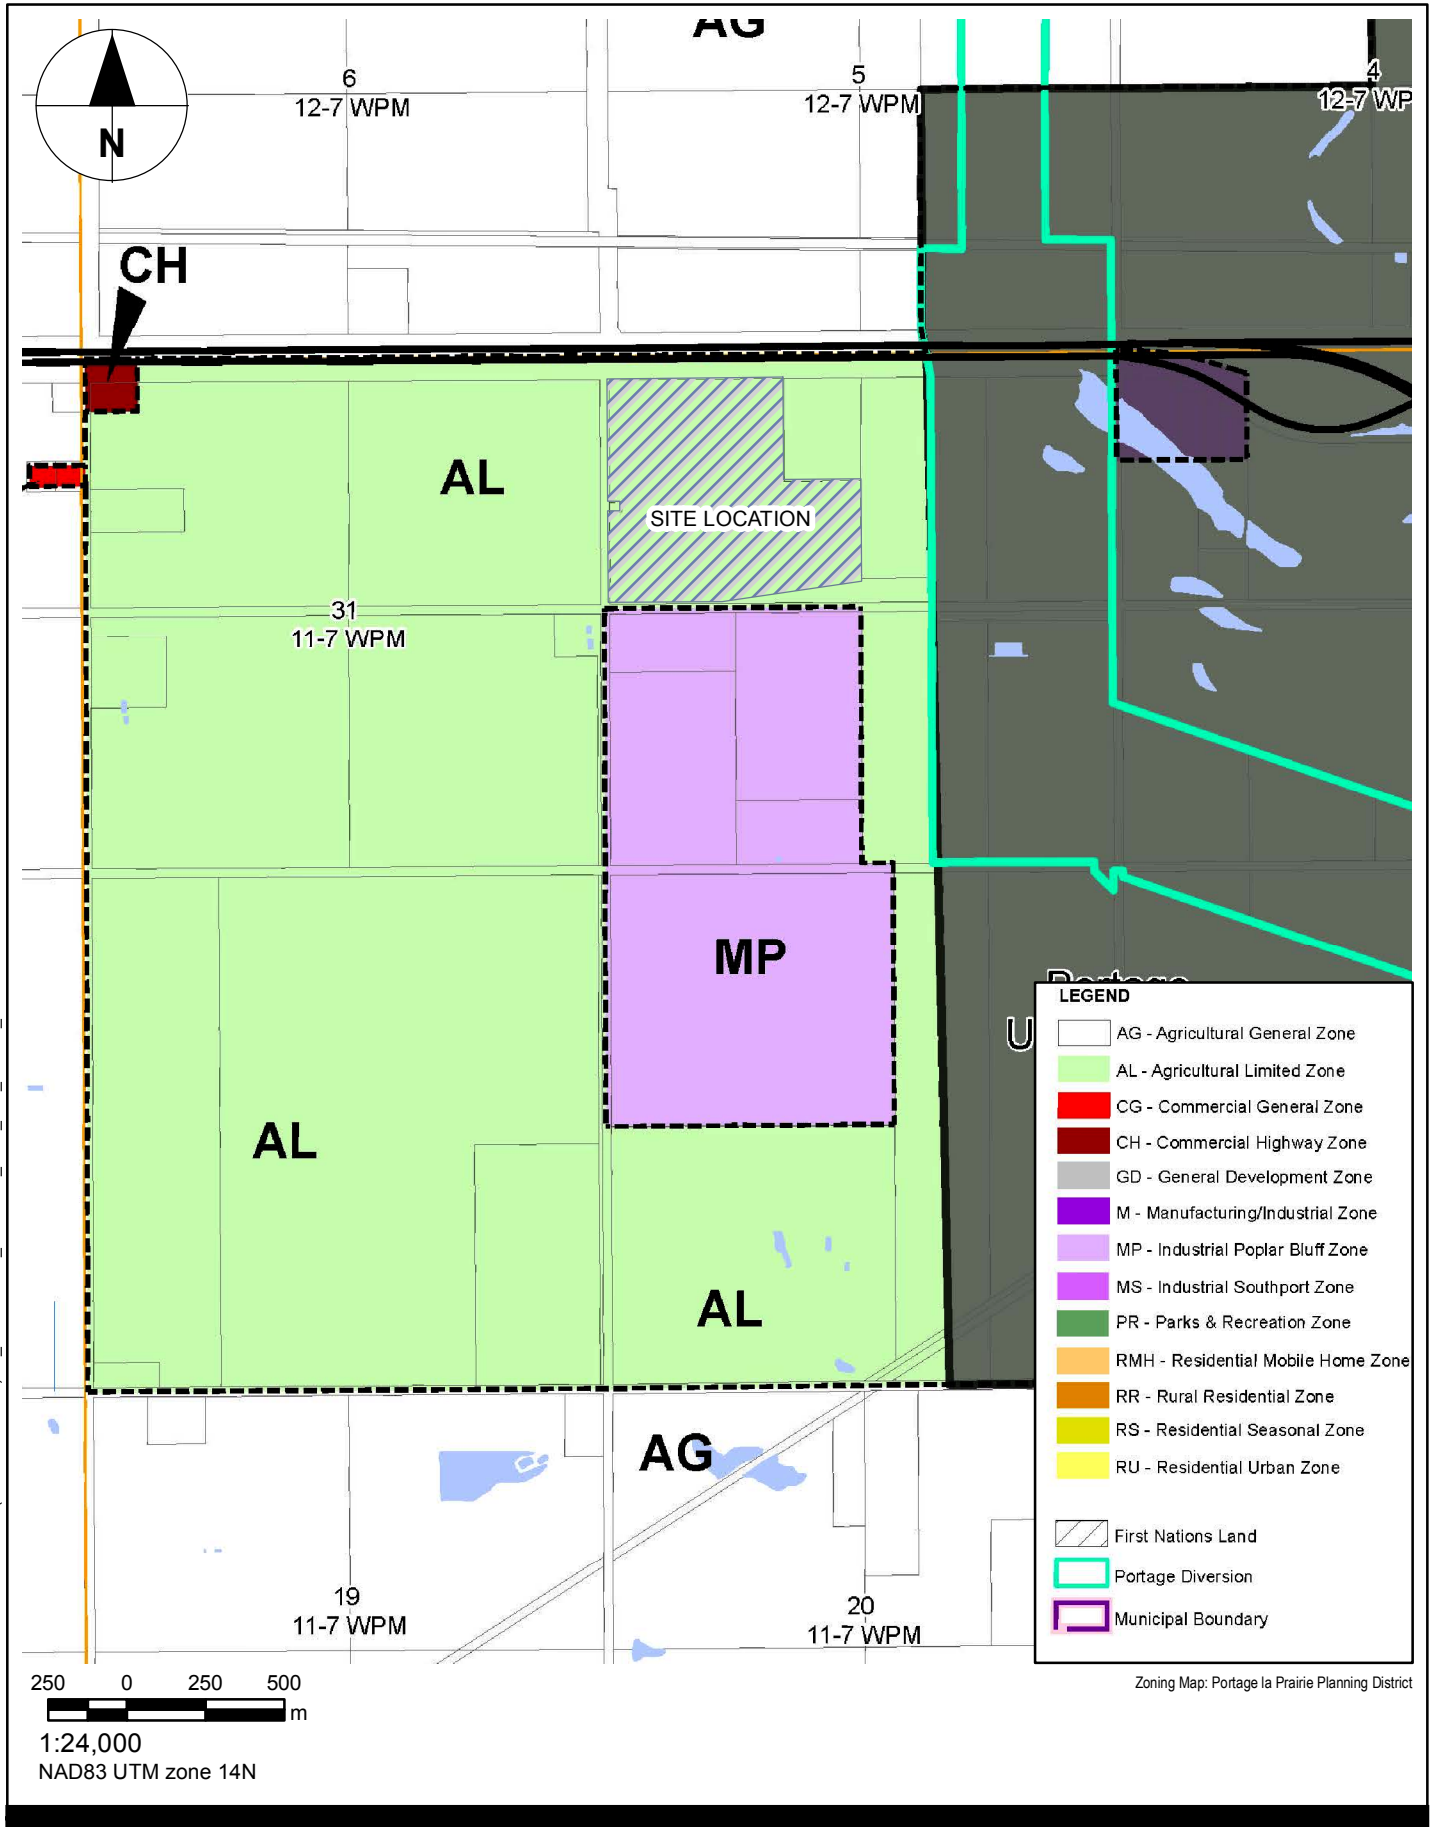 AG
6
12-7 WPM
5
12-7 WPM
4
12-7 WP
N
CH
AL
SITE LOCATION
31
11-7 WPM
MP
AL
AL
AG
19
11-7 WPM
20
11-7 WPM
Portage
U
LEGEND
AG - Agricultural General Zone
AL - Agricultural Limited Zone
CG - Commercial General Zone
CH - Commercial Highway Zone
GD - General Development Zone
M - Manufacturing/Industrial Zone
MP - Industrial Poplar Bluff Zone
MS - Industrial Southport Zone
PR - Parks & Recreation Zone
RMH - Residential Mobile Home Zone
RR - Rural Residential Zone
RS - Residential Seasonal Zone
RU - Residential Urban Zone
First Nations Land
Portage Diversion
Municipal Boundary
Zoning Map: Portage la Prairie Planning District
250 0 250 500
m
1:24,000
NAD83 UTM zone 14N